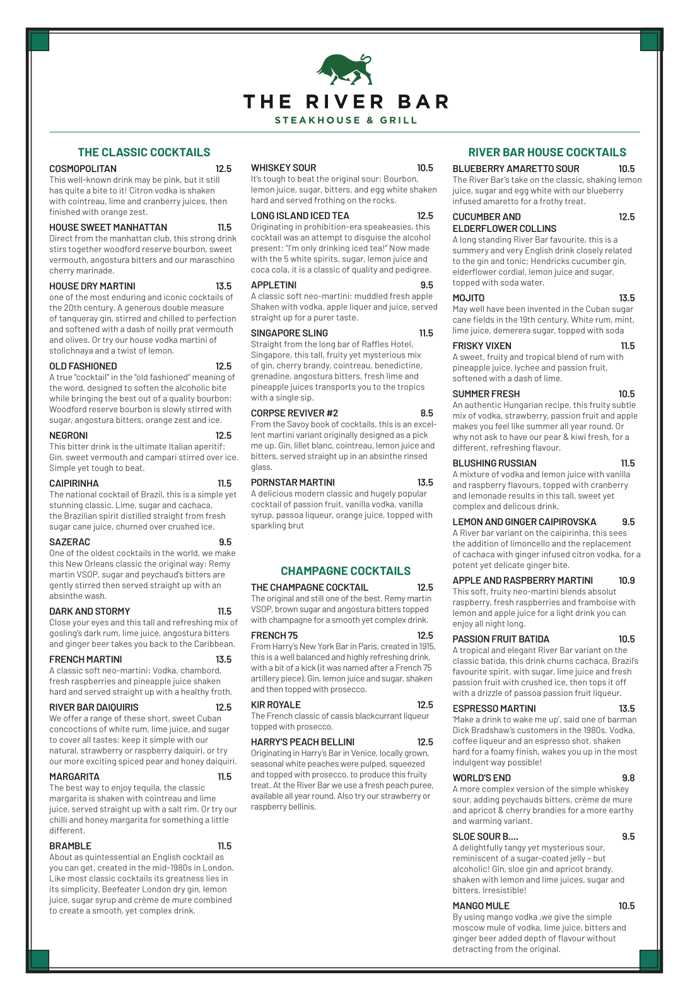 THE RIVER BAR
STEAKHOUSE & GRILL
THE CLASSIC COCKTAILS
COSMOPOLITAN 12.5
This well-known drink may be pink, but it still
has quite a bite to it! Citron vodka is shaken
with cointreau, lime and cranberry juices, then
finished with orange zest.
HOUSE SWEET MANHATTAN 11.5
Direct from the manhattan club, this strong drink
stirs together woodford reserve bourbon, sweet
vermouth, angostura bitters and our maraschino
cherry marinade.
HOUSE DRY MARTINI 13.5
one of the most enduring and iconic cocktails of
the 20th century. A generous double measure
of tanqueray gin, stirred and chilled to perfection
and softened with a dash of noilly prat vermouth
and olives. Or try our house vodka martini of
stolichnaya and a twist of lemon.
OLD FASHIONED 12.5
A true “cocktail” in the “old fashioned” meaning of
the word, designed to soften the alcoholic bite
while bringing the best out of a quality bourbon:
Woodford reserve bourbon is slowly stirred with
sugar, angostura bitters, orange zest and ice.
NEGRONI 12.5
This bitter drink is the ultimate Italian aperitif:
Gin, sweet vermouth and campari stirred over ice.
Simple yet tough to beat.
CAIPIRINHA 11.5
The national cocktail of Brazil, this is a simple yet
stunning classic. Lime, sugar and cachaca,
the Brazilian spirit distilled straight from fresh
sugar cane juice, churned over crushed ice.
SAZERAC 9.5
One of the oldest cocktails in the world, we make
this New Orleans classic the original way: Remy
martin VSOP, sugar and peychaud’s bitters are
gently stirred then served straight up with an
absinthe wash.
DARK AND STORMY 11.5
Close your eyes and this tall and refreshing mix of
gosling’s dark rum, lime juice, angostura bitters
and ginger beer takes you back to the Caribbean.
FRENCH MARTINI 13.5
A classic soft neo-martini: Vodka, chambord,
fresh raspberries and pineapple juice shaken
hard and served straight up with a healthy froth.
RIVER BAR DAIQUIRIS 12.5
We offer a range of these short, sweet Cuban
concoctions of white rum, lime juice, and sugar
to cover all tastes: keep it simple with our
natural, strawberry or raspberry daiquiri, or try
our more exciting spiced pear and honey daiquiri.
MARGARITA 11.5
The best way to enjoy tequila, the classic
margarita is shaken with cointreau and lime
juice, served straight up with a salt rim. Or try our
chilli and honey margarita for something a little
different.
BRAMBLE 11.5
About as quintessential an English cocktail as
you can get, created in the mid-1980s in London.
Like most classic cocktails its greatness lies in
its simplicity. Beefeater London dry gin, lemon
juice, sugar syrup and crème de mure combined
to create a smooth, yet complex drink.
WHISKEY SOUR 10.5
It’s tough to beat the original sour: Bourbon,
lemon juice, sugar, bitters, and egg white shaken
hard and served frothing on the rocks.
LONG ISLAND ICED TEA 12.5
Originating in prohibition-era speakeasies, this
cocktail was an attempt to disguise the alcohol
present: “I’m only drinking iced tea!” Now made
with the 5 white spirits, sugar, lemon juice and
coca cola, it is a classic of quality and pedigree.
APPLETINI 9.5
A classic soft neo-martini: muddled fresh apple
Shaken with vodka, apple liquer and juice, served
straight up for a purer taste.
SINGAPORE SLING 11.5
Straight from the long bar of Raffles Hotel,
Singapore, this tall, fruity yet mysterious mix
of gin, cherry brandy, cointreau, benedictine,
grenadine, angostura bitters, fresh lime and
pineapple juices transports you to the tropics
with a single sip.
CORPSE REVIVER #2 8.5
From the Savoy book of cocktails, this is an excel-
lent martini variant originally designed as a pick
me up. Gin, lillet blanc, cointreau, lemon juice and
bitters, served straight up in an absinthe rinsed
glass.
PORNSTAR MARTINI 13.5
A delicious modern classic and hugely popular
cocktail of passion fruit, vanilla vodka, vanilla
syrup, passoa liqueur, orange juice, topped with
sparkling brut
CHAMPAGNE COCKTAILS
THE CHAMPAGNE COCKTAIL 12.5
The original and still one of the best. Remy martin
VSOP, brown sugar and angostura bitters topped
with champagne for a smooth yet complex drink.
FRENCH 75 12.5
From Harry’s New York Bar in Paris, created in 1915,
this is a well balanced and highly refreshing drink,
with a bit of a kick (it was named after a French 75
artillery piece). Gin, lemon juice and sugar, shaken
and then topped with prosecco.
KIR ROYALE 12.5
The French classic of cassis blackcurrant liqueur
topped with prosecco.
HARRY’S PEACH BELLINI 12.5
Originating in Harry’s Bar in Venice, locally grown,
seasonal white peaches were pulped, squeezed
and topped with prosecco. to produce this fruity
treat. At the River Bar we use a fresh peach puree,
available all year round. Also try our strawberry or
raspberry bellinis.
RIVER BAR HOUSE COCKTAILS
BLUEBERRY AMARETTO SOUR 10.5
The River Bar’s take on the classic, shaking lemon
juice, sugar and egg white with our blueberry
infused amaretto for a frothy treat.
CUCUMBER AND 12.5
ELDERFLOWER COLLINS
A long standing River Bar favourite, this is a
summery and very English drink closely related
to the gin and tonic; Hendricks cucumber gin,
elderflower cordial, lemon juice and sugar,
topped with soda water.
MOJITO 13.5
May well have been invented in the Cuban sugar
cane fields in the 19th century. White rum, mint,
lime juice, demerera sugar, topped with soda
FRISKY VIXEN 11.5
A sweet, fruity and tropical blend of rum with
pineapple juice, lychee and passion fruit,
softened with a dash of lime.
SUMMER FRESH 10.5
An authentic Hungarian recipe, this fruity subtle
mix of vodka, strawberry, passion fruit and apple
makes you feel like summer all year round. Or
why not ask to have our pear & kiwi fresh, for a
different, refreshing flavour.
BLUSHING RUSSIAN 11.5
A mixture of vodka and lemon juice with vanilla
and raspberry flavours, topped with cranberry
and lemonade results in this tall, sweet yet
complex and delicous drink.
LEMON AND GINGER CAIPIROVSKA 9.5
A River bar variant on the caipirinha, this sees
the addition of limoncello and the replacement
of cachaca with ginger infused citron vodka, for a
potent yet delicate ginger bite.
APPLE AND RASPBERRY MARTINI 10.9
This soft, fruity neo-martini blends absolut
raspberry, fresh raspberries and framboise with
lemon and apple juice for a light drink you can
enjoy all night long.
PASSION FRUIT BATIDA 10.5
A tropical and elegant River Bar variant on the
classic batida, this drink churns cachaca, Brazil’s
favourite spirit, with sugar, lime juice and fresh
passion fruit with crushed ice, then tops it off
with a drizzle of passoa passion fruit liqueur.
ESPRESSO MARTINI 13.5
‘Make a drink to wake me up’, said one of barman
Dick Bradshaw’s customers in the 1980s. Vodka,
coffee liqueur and an espresso shot, shaken
hard for a foamy finish, wakes you up in the most
indulgent way possible!
WORLD’S END 9.8
A more complex version of the simple whiskey
sour, adding peychauds bitters, crème de mure
and apricot & cherry brandies for a more earthy
and warming variant.
SLOE SOUR B.... 9.5
A delightfully tangy yet mysterious sour,
reminiscent of a sugar-coated jelly – but
alcoholic! Gin, sloe gin and apricot brandy,
shaken with lemon and lime juices, sugar and
bitters. Irresistible!
MANGO MULE 10.5
By using mango vodka ,we give the simple
moscow mule of vodka, lime juice, bitters and
ginger beer added depth of flavour without
detracting from the original.